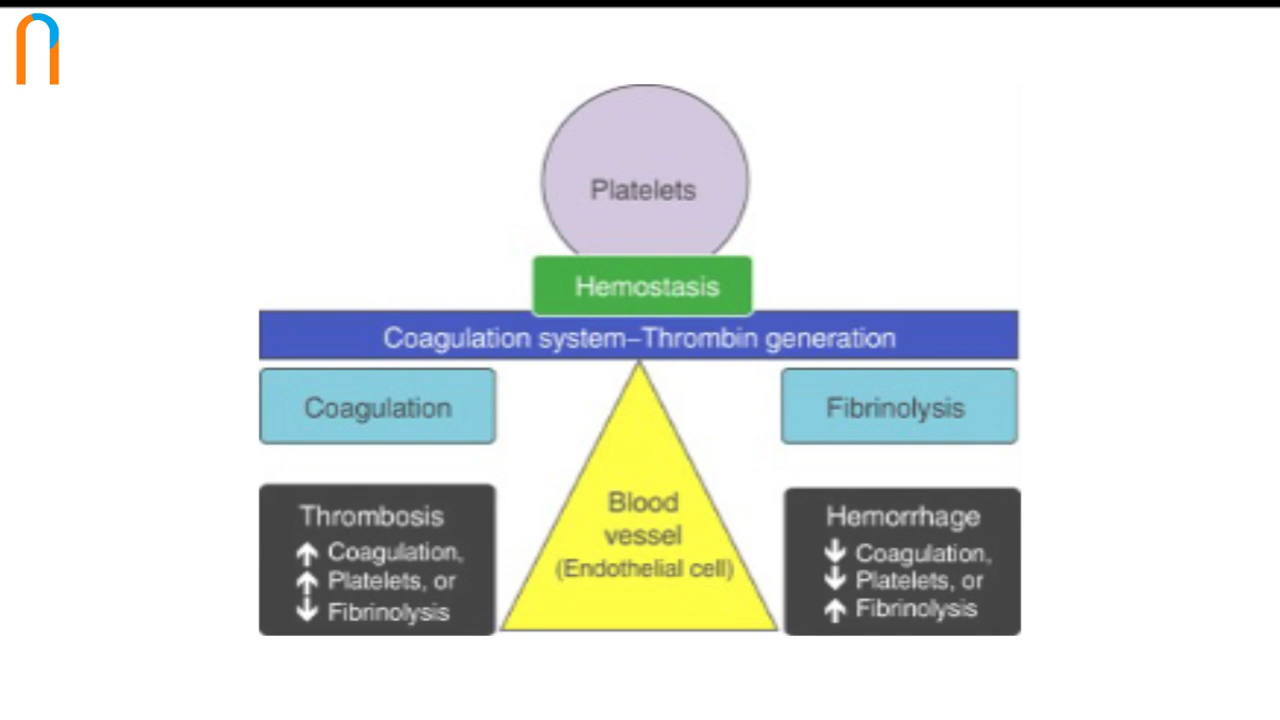 Platelets
Hemostasis
Coagulation system–Thrombin generation
Coagulation
Fibrinolysis
Thrombosis
↑ Coagulation,
↑ Platelets, or
↓ Fibrinolysis
Blood
vessel
(Endothelial cell)
Hemorrhage
↓ Coagulation,
↓ Platelets, or
↑ Fibrinolysis